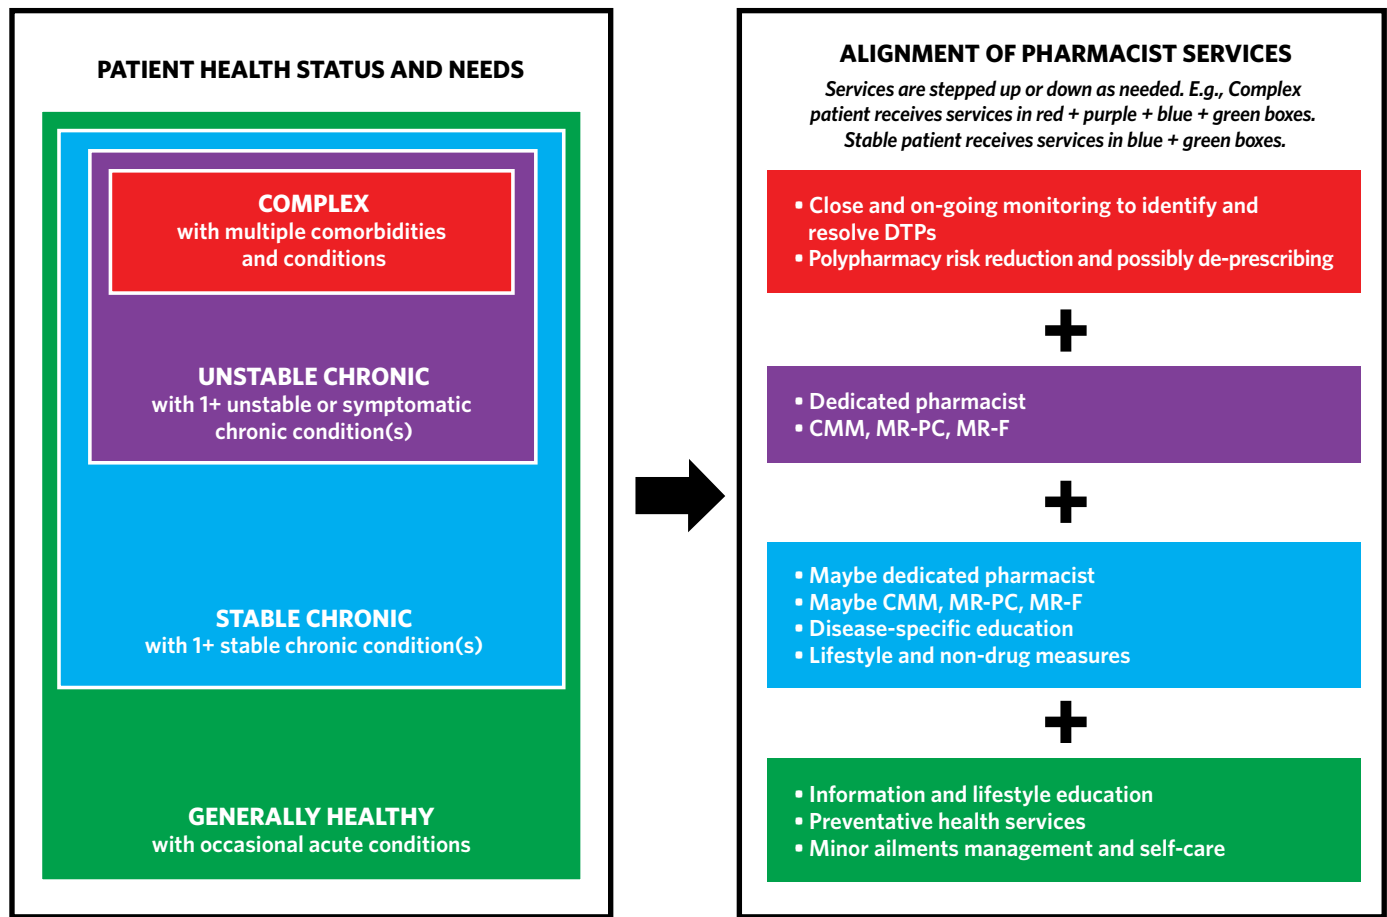 PATIENT HEALTH STATUS AND NEEDS
COMPLEX
with multiple comorbidities
and conditions
UNSTABLE CHRONIC
with 1+ unstable or symptomatic
chronic condition(s)
STABLE CHRONIC
with 1+ stable chronic condition(s)
GENERALLY HEALTHY
with occasional acute conditions
ALIGNMENT OF PHARMACIST SERVICES
Services are stepped up or down as needed. E.g., Complex
patient receives services in red + purple + blue + green boxes.
Stable patient receives services in blue + green boxes.
▪ Close and on-going monitoring to identify and
resolve DTPs
▪ Polypharmacy risk reduction and possibly de-prescribing
+
▪ Dedicated pharmacist
▪ CMM, MR-PC, MR-F
+
▪ Maybe dedicated pharmacist
▪ Maybe CMM, MR-PC, MR-F
▪ Disease-specific education
▪ Lifestyle and non-drug measures
+
▪ Information and lifestyle education
▪ Preventative health services
▪ Minor ailments management and self-care